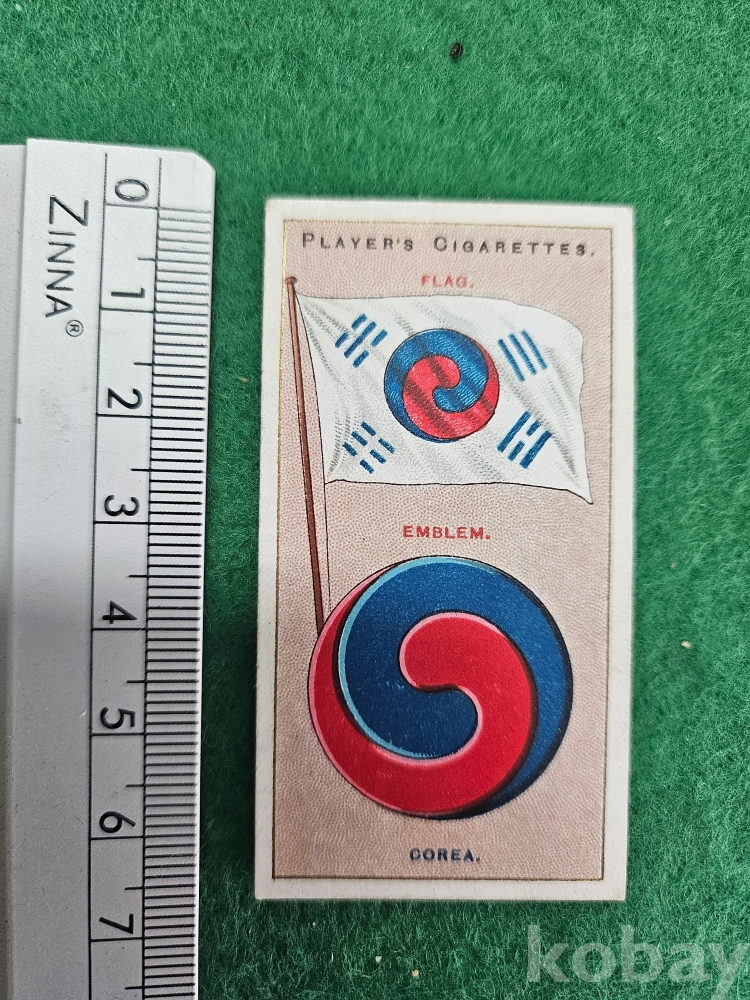 ZINNA®
0
1
2
3
4
5
6
7
PLAYER'S CIGARETTES.
FLAG.
EMBLEM.
COREA.
kobay